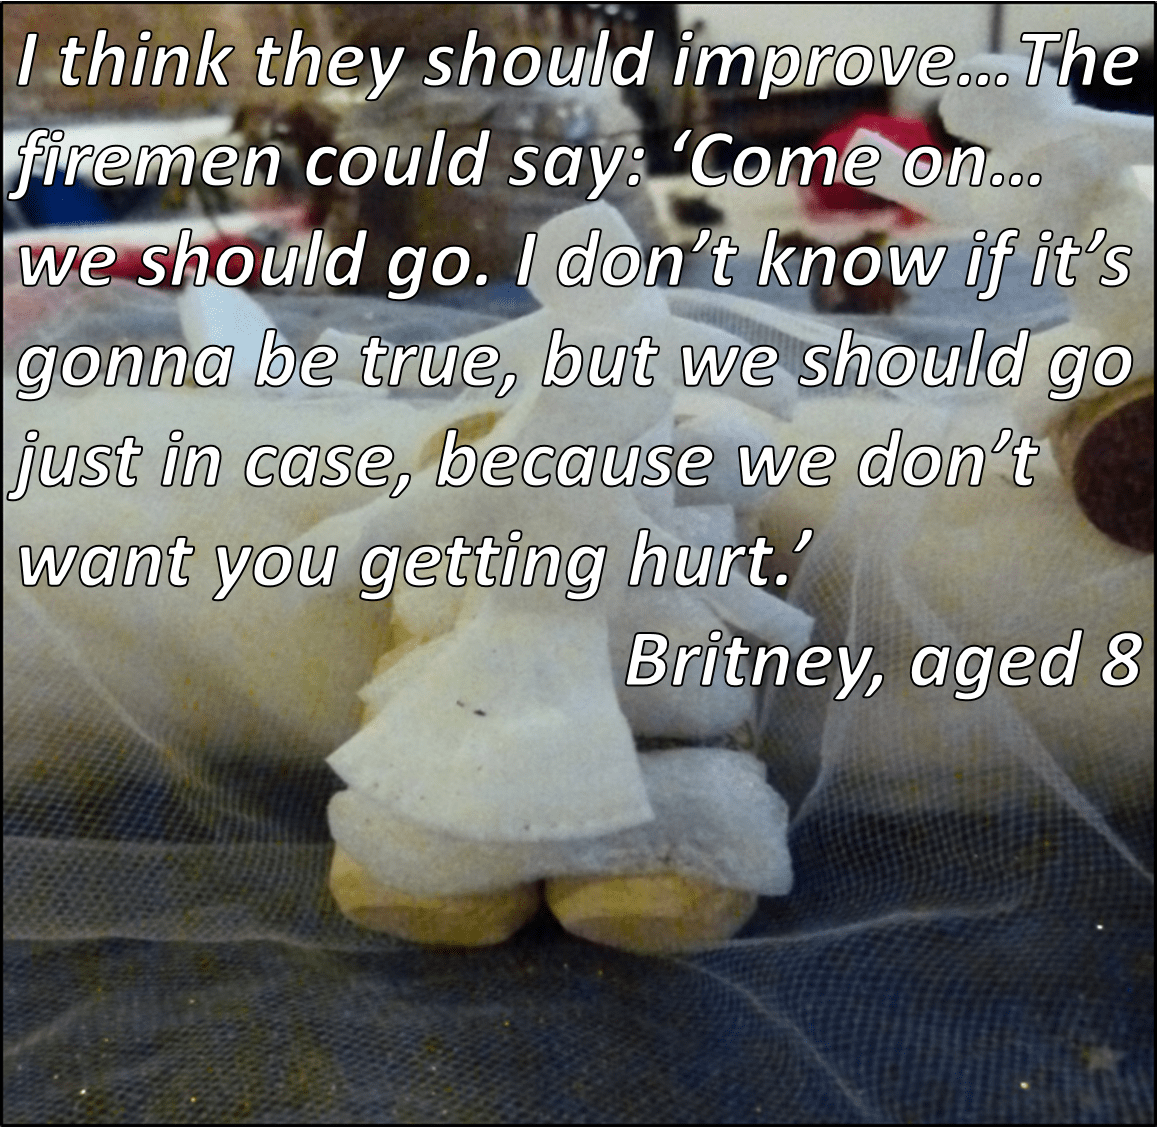 I think they should improve…The
firemen could say: ‘Come on…
we should go. I don’t know if it’s
gonna be true, but we should go
just in case, because we don’t
want you getting hurt.’
Britney, aged 8